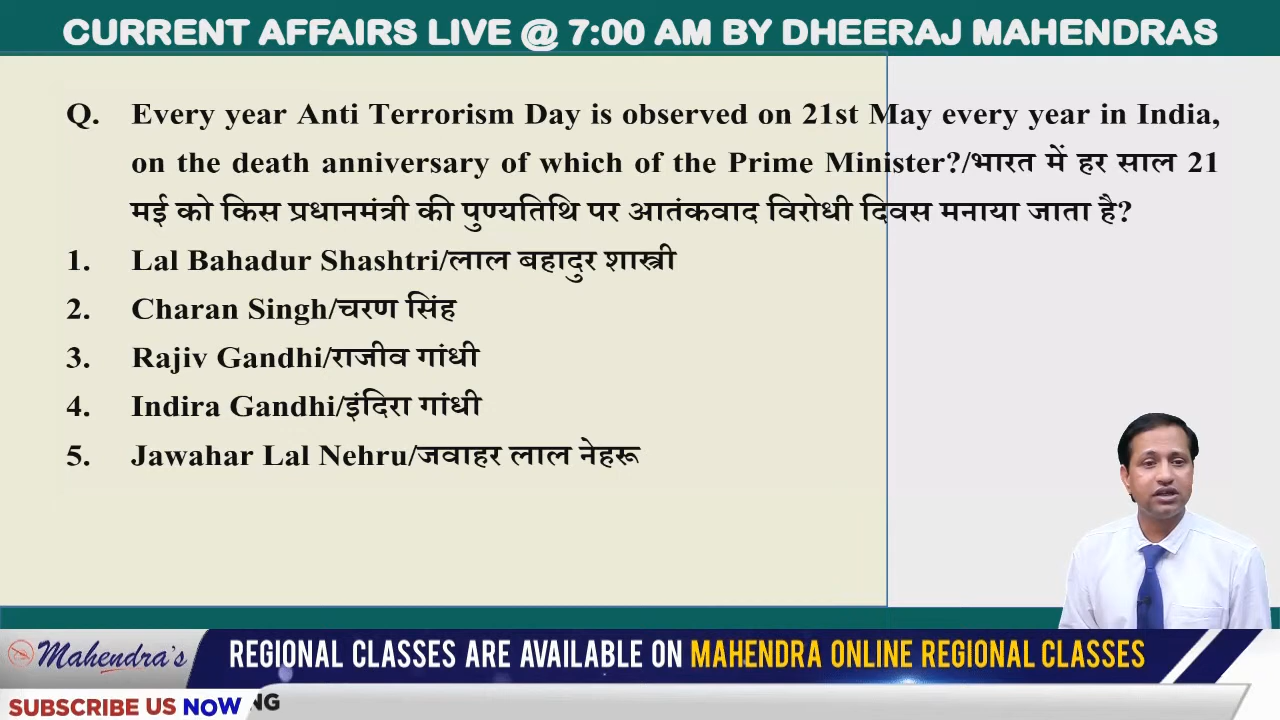 CURRENT AFFAIRS LIVE @ 7:00 AM BY DHEERAJ MAHENDRAS
Q. Every year Anti Terrorism Day is observed on 21st May every year in India,
on the death anniversary of which of the Prime Minister?/भारत में हर साल 21
मई को किस प्रधानमंत्री की पुण्यतिथि पर आतंकवाद विरोधी दिवस मनाया जाता है?
1. Lal Bahadur Shashtri/लाल बहादुर शास्त्री
2. Charan Singh/चरण सिंह
3. Rajiv Gandhi/राजीव गांधी
4. Indira Gandhi/इंदिरा गांधी
5. Jawahar Lal Nehru/जवाहर लाल नेहरू
Mahendra's REGIONAL CLASSES ARE AVAILABLE ON MAHENDRA ONLINE REGIONAL CLASSES
SUBSCRIBE US NOW NG